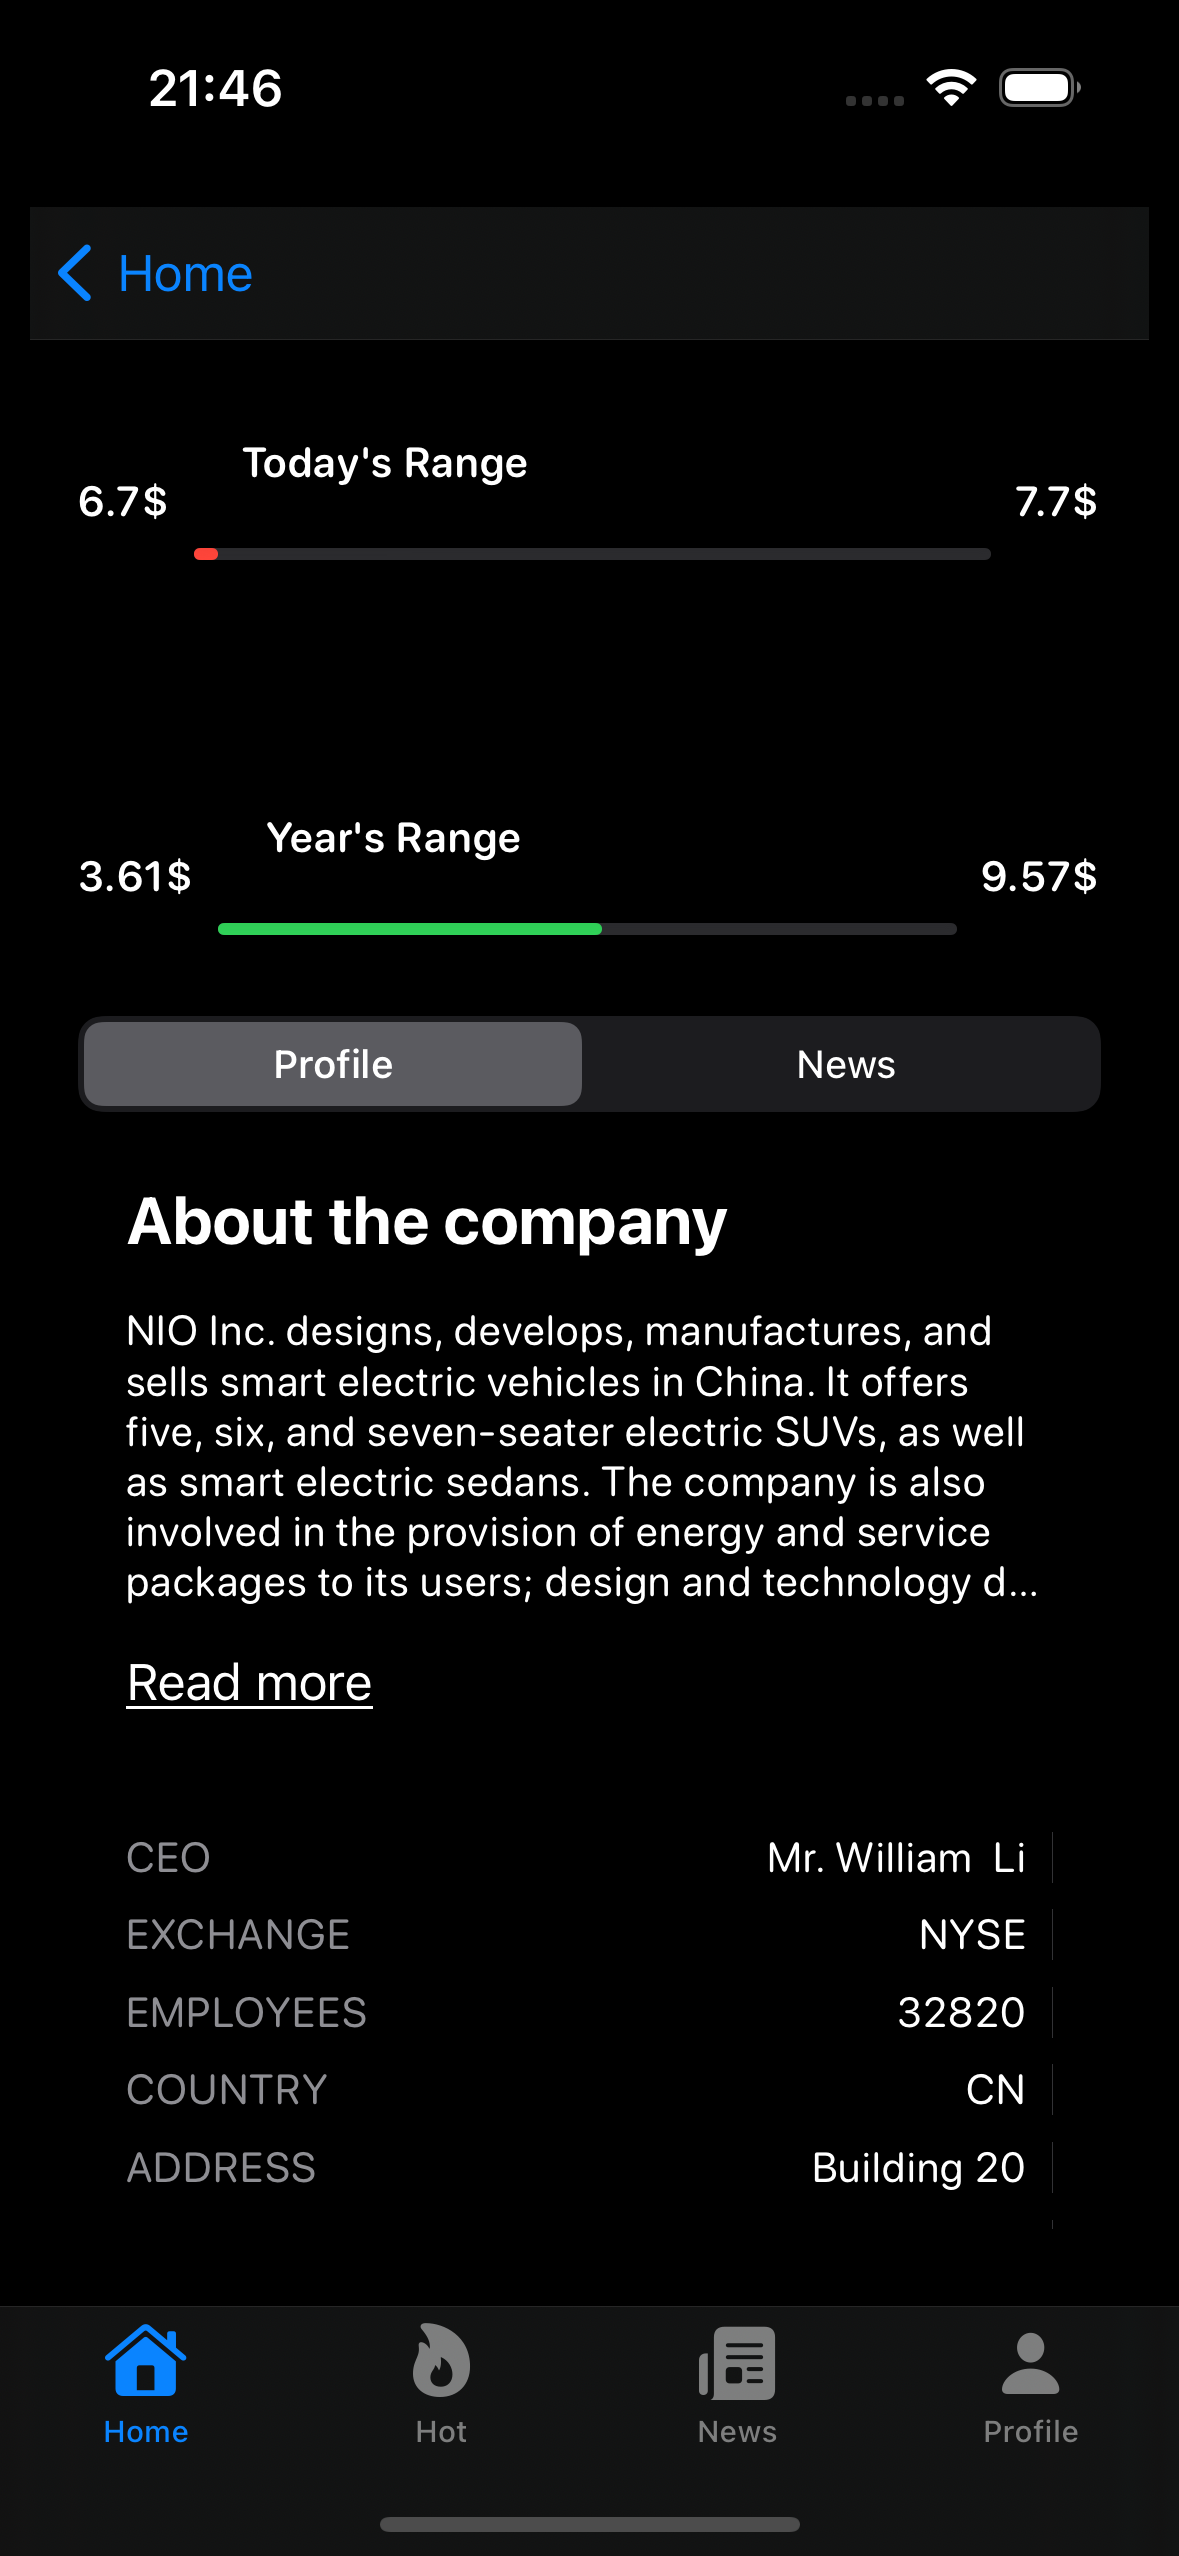 21:46
Home
Today's Range
6.7$
7.7$
Year's Range
3.61$
9.57$
Profile
News
About the company
NIO Inc. designs, develops, manufactures, and
sells smart electric vehicles in China. It offers
five, six, and seven-seater electric SUVs, as well
as smart electric sedans. The company is also
involved in the provision of energy and service
packages to its users; design and technology d...
Read more
CEO Mr. William  Li
EXCHANGE NYSE
EMPLOYEES 32820
COUNTRY CN
ADDRESS Building 20
Home
Hot
News
Profile